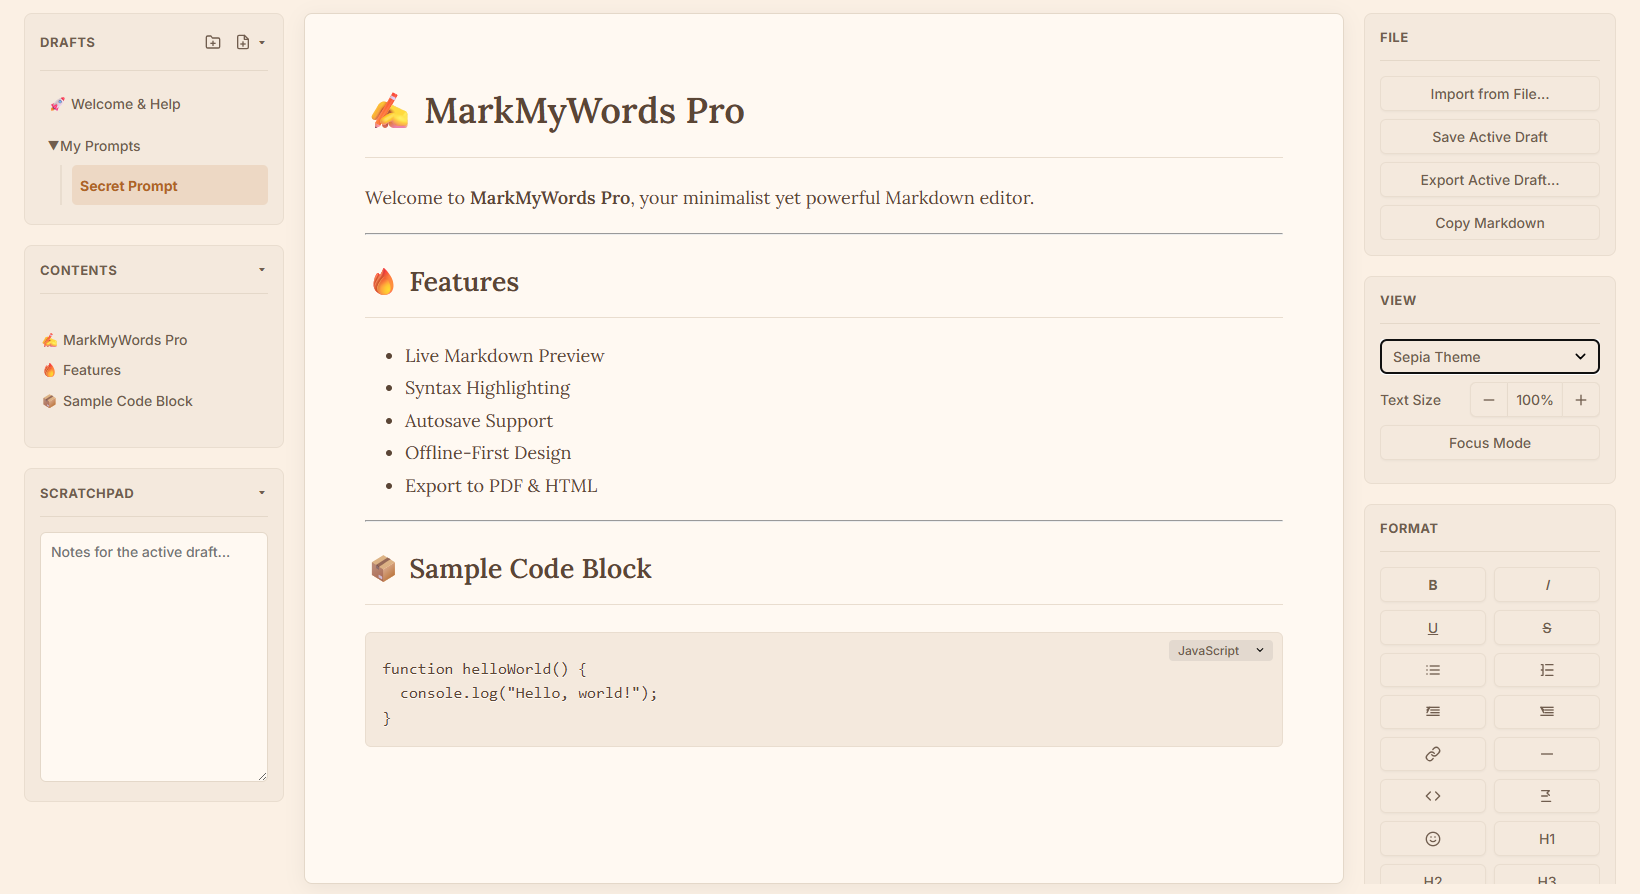 DRAFTS
🚀 Welcome & Help
▼My Prompts
Secret Prompt
CONTENTS
✍️ MarkMyWords Pro
🔥 Features
📦 Sample Code Block
SCRATCHPAD
Notes for the active draft...
✍️ MarkMyWords Pro
Welcome to MarkMyWords Pro, your minimalist yet powerful Markdown editor.
🔥 Features
• Live Markdown Preview
• Syntax Highlighting
• Autosave Support
• Offline-First Design
• Export to PDF & HTML
📦 Sample Code Block
JavaScript
function helloWorld() {
  console.log("Hello, world!");
}
FILE
Import from File...
Save Active Draft
Export Active Draft...
Copy Markdown
VIEW
Sepia Theme
Text Size − 100% +
Focus Mode
FORMAT
B I
U S
H1
H2 H3